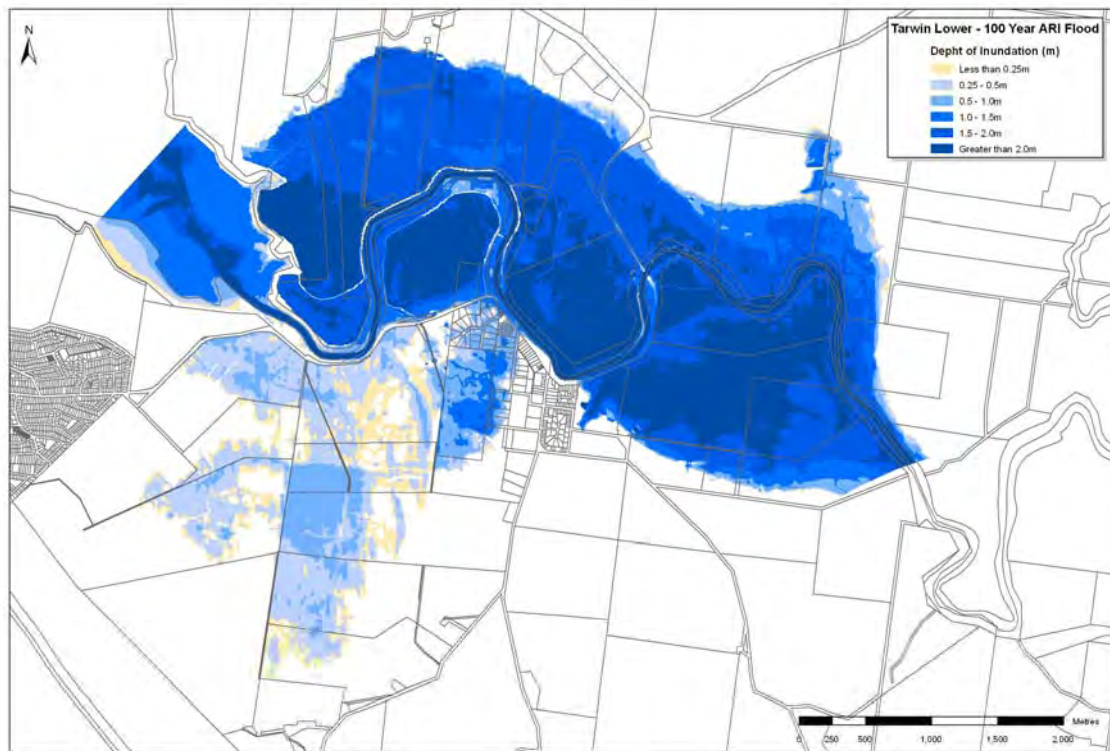 N
Tarwin Lower - 100 Year ARI Flood
Depht of Inundation (m)
Less than 0.25m
0.25 - 0.5m
0.5 - 1.0m
1.0 - 1.5m
1.5 - 2.0m
Greater than 2.0m
Metres
0 250 500 1,000 1,500 2,000